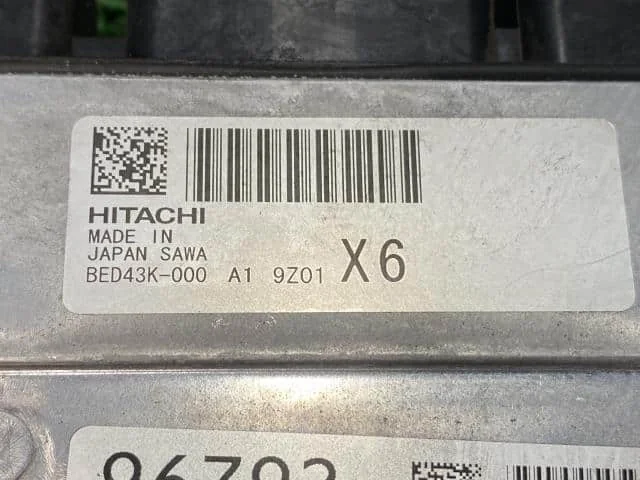 HITACHI
MADE IN
JAPAN SAWA
BED43K-000 A1 9Z01 X6